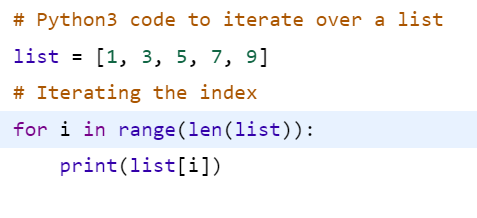 # Python3 code to iterate over a list
list = [1, 3, 5, 7, 9]
# Iterating the index
for i in range(len(list)):
    print(list[i])